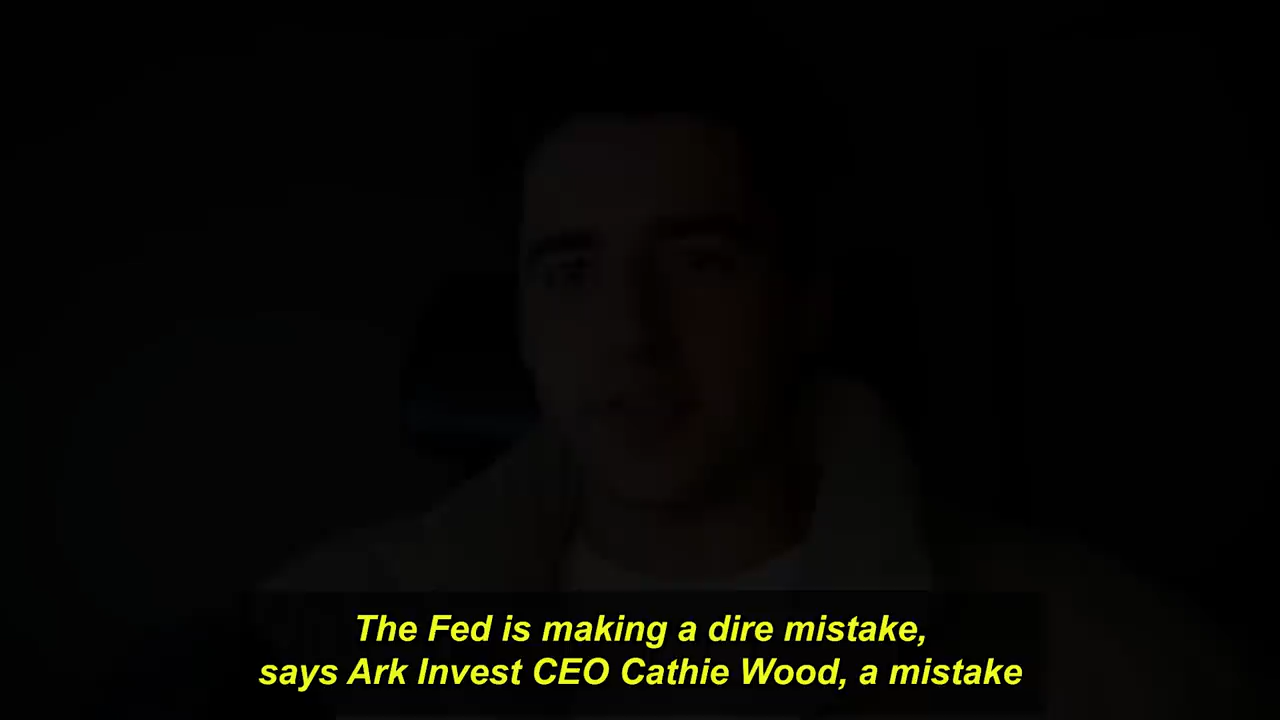 The Fed is making a dire mistake,
says Ark Invest CEO Cathie Wood, a mistake